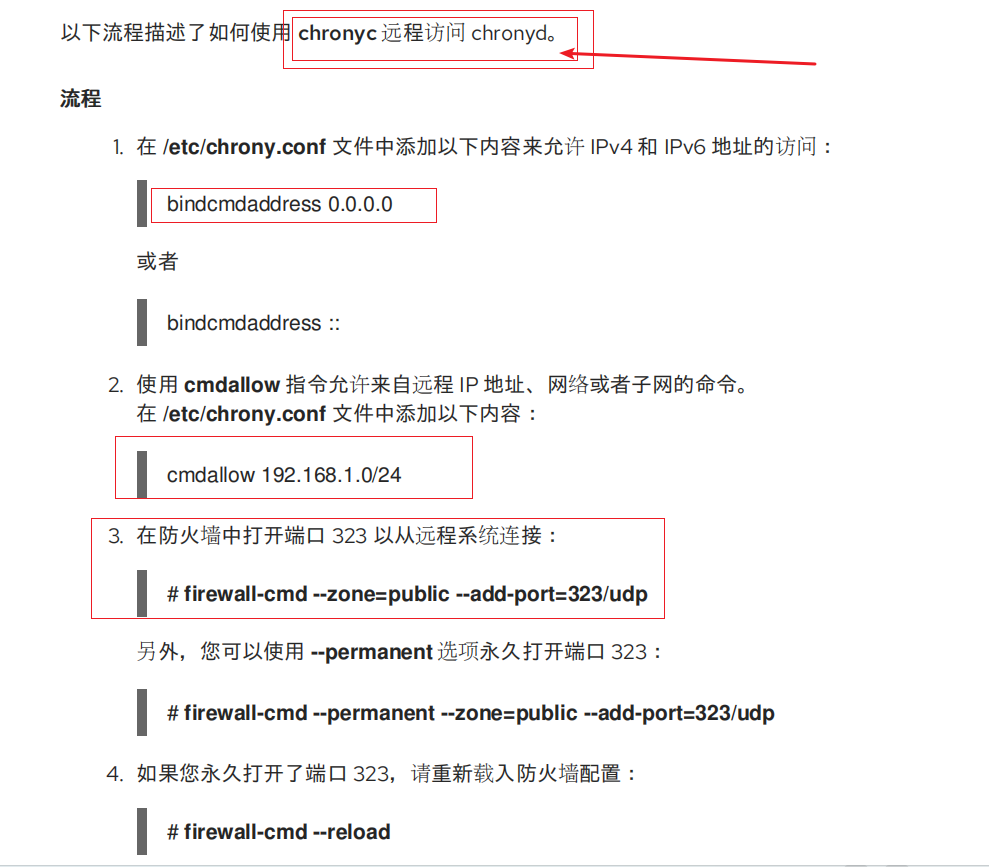 以下流程描述了如何使用 chronyc 远程访问 chronyd。
流程
1. 在 /etc/chrony.conf 文件中添加以下内容来允许 IPv4 和 IPv6 地址的访问：
bindcmdaddress 0.0.0.0
或者
bindcmdaddress ::
2. 使用 cmdallow 指令允许来自远程 IP 地址、网络或者子网的命令。
在 /etc/chrony.conf 文件中添加以下内容：
cmdallow 192.168.1.0/24
3. 在防火墙中打开端口 323 以从远程系统连接：
# firewall-cmd --zone=public --add-port=323/udp
另外，您可以使用 --permanent 选项永久打开端口 323：
# firewall-cmd --permanent --zone=public --add-port=323/udp
4. 如果您永久打开了端口 323，请重新载入防火墙配置：
# firewall-cmd --reload